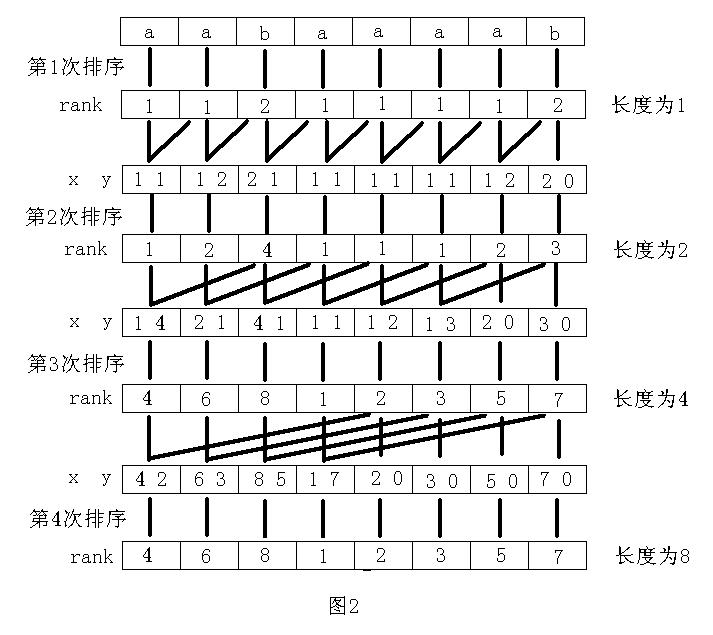 a a b a a a a b
第1次排序
rank 1 1 2 1 1 1 1 2 长度为1
x y 1 1 1 2 2 1 1 1 1 1 1 1 1 2 2 0
第2次排序
rank 1 2 4 1 1 1 2 3 长度为2
x y 1 4 2 1 4 1 1 1 1 2 1 3 2 0 3 0
第3次排序
rank 4 6 8 1 2 3 5 7 长度为4
x y 4 2 6 3 8 5 1 7 2 0 3 0 5 0 7 0
第4次排序
rank 4 6 8 1 2 3 5 7 长度为8
图2